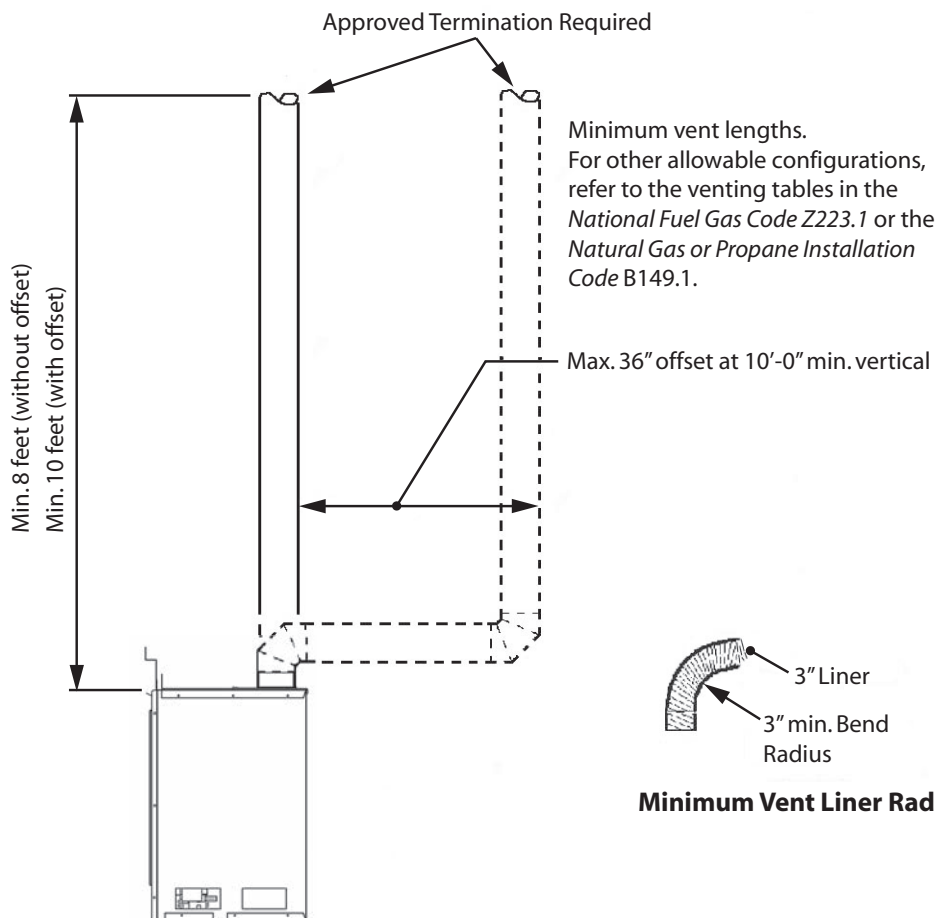 Approved Termination Required
Minimum vent lengths.
For other allowable configurations,
refer to the venting tables in the
National Fuel Gas Code Z223.1 or the
Natural Gas or Propane Installation
Code B149.1.
Min. 8 feet (without offset)
Min. 10 feet (with offset)
Max. 36” offset at 10’-0” min. vertical
3” Liner
3” min. Bend
Radius
Minimum Vent Liner Rad